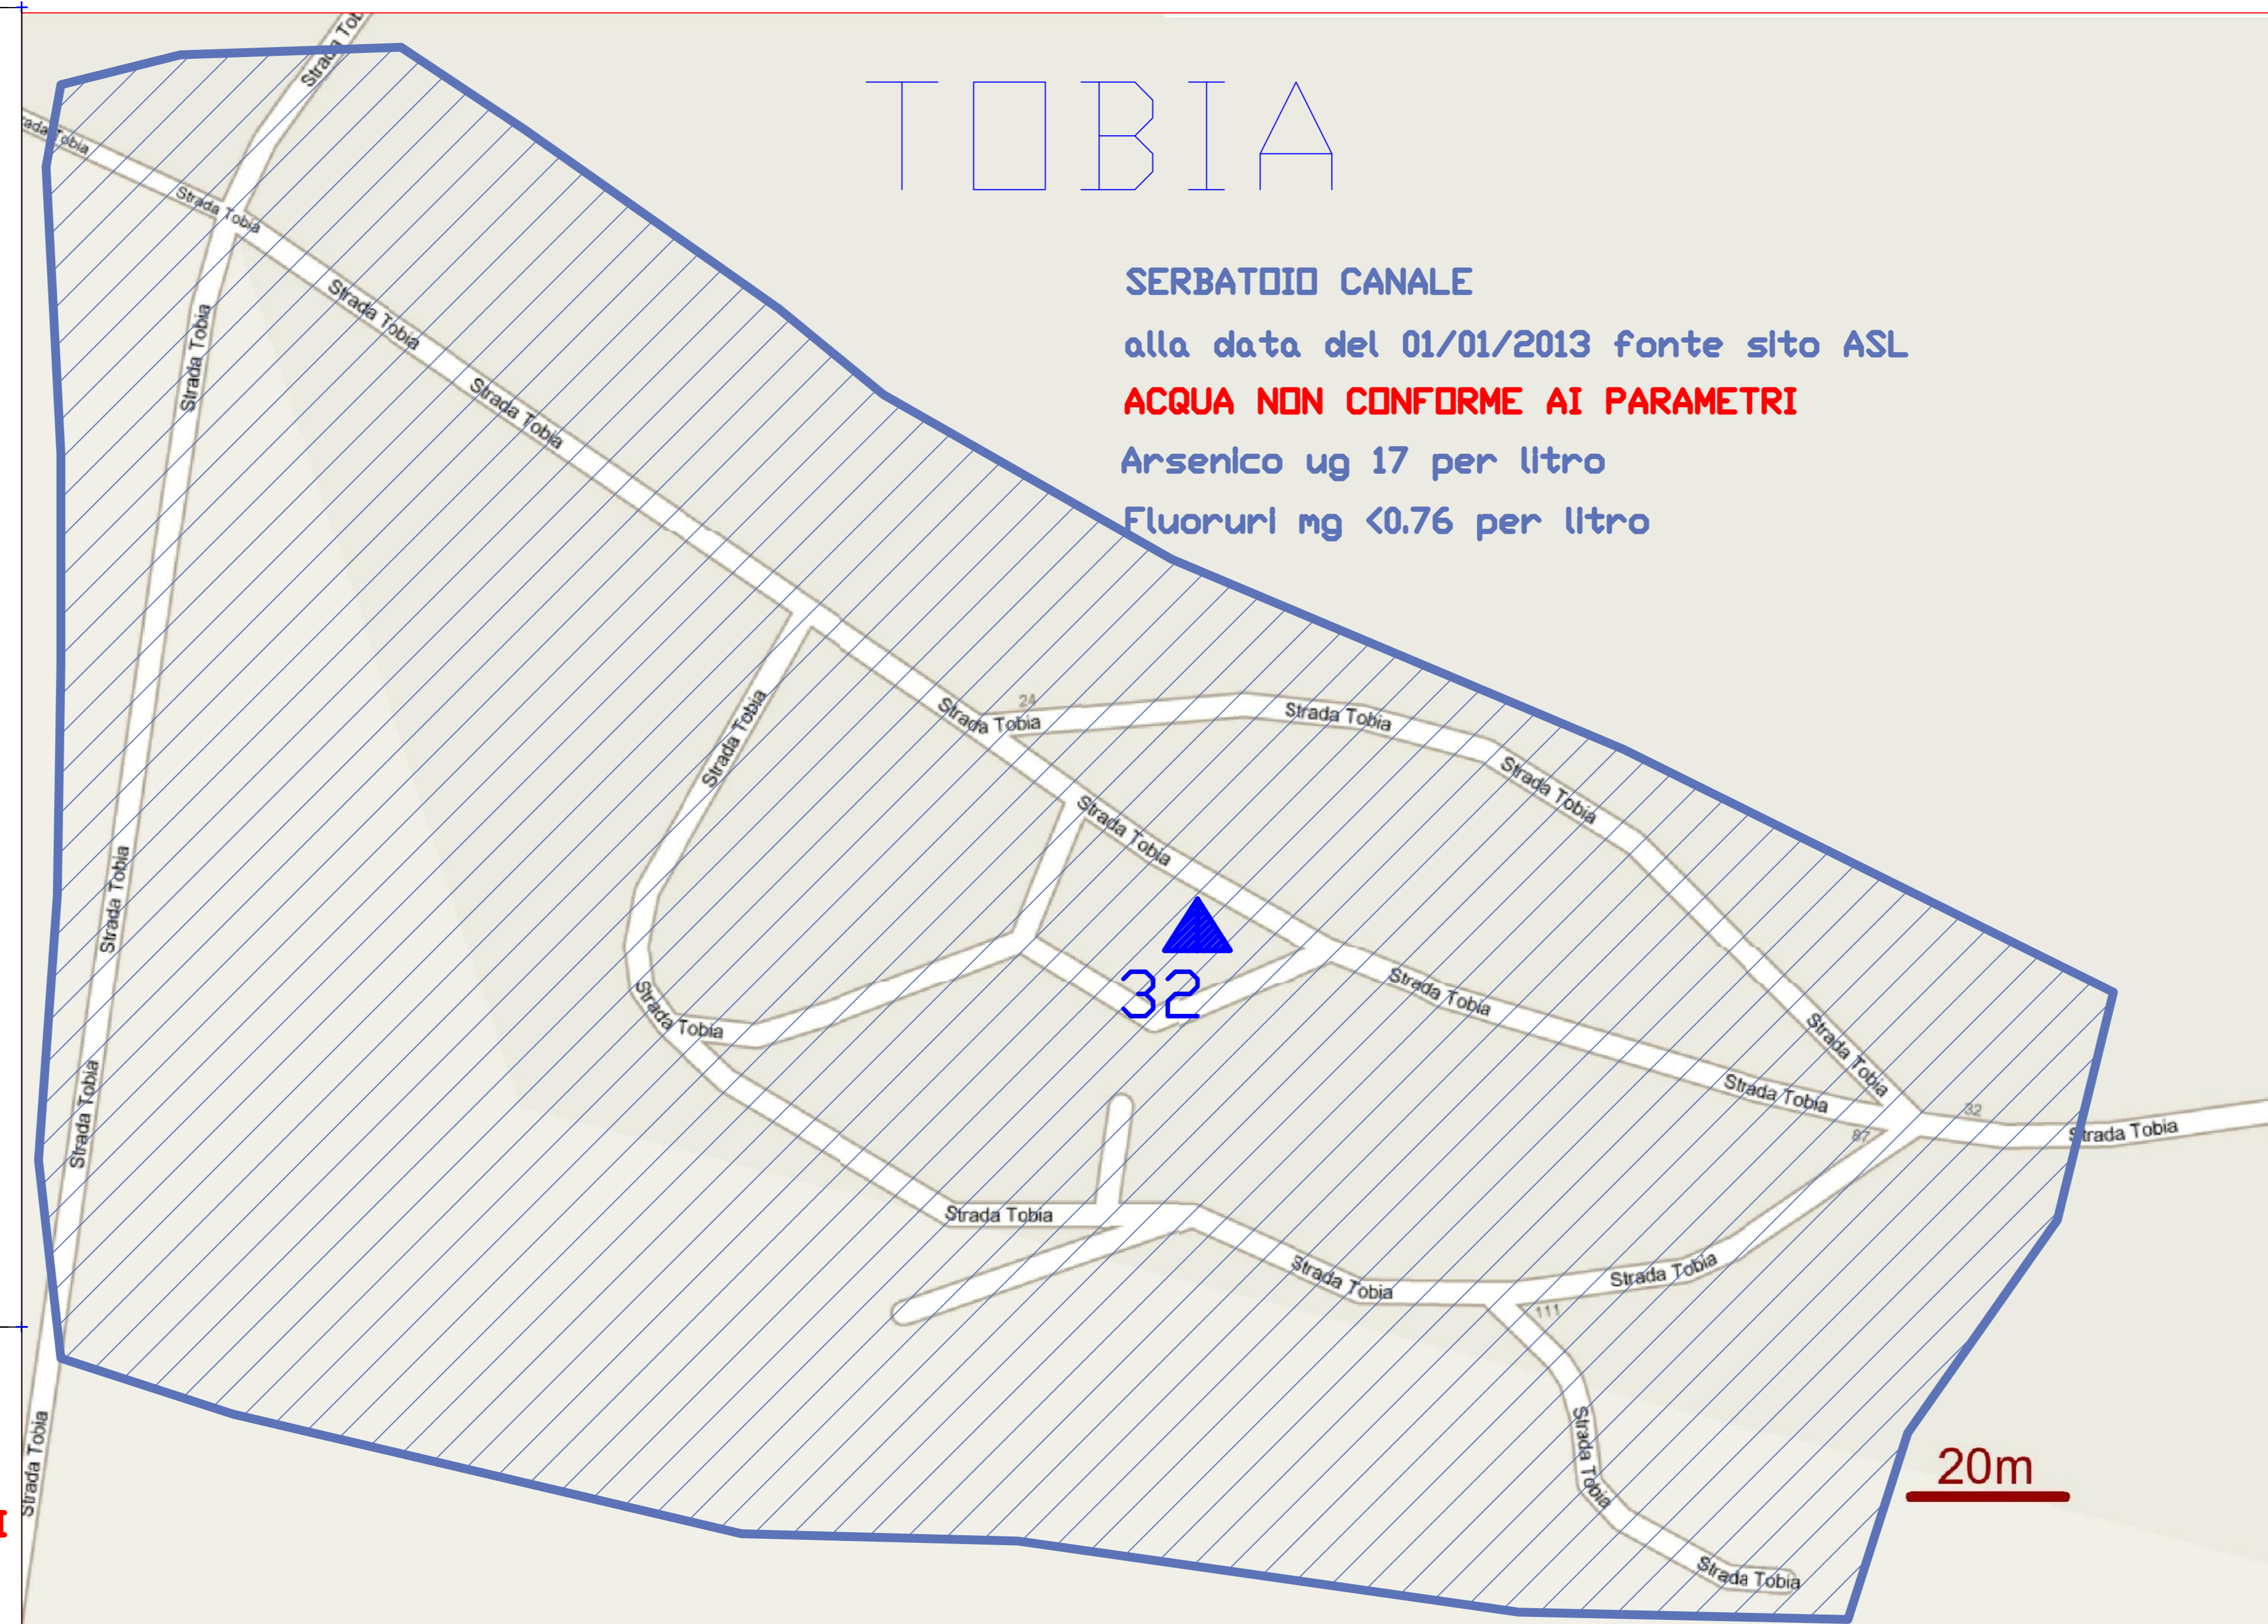 TOBIA
SERBATOIO CANALE
alla data del 01/01/2013 fonte sito ASL
ACQUA NON CONFORME AI PARAMETRI
Arsenico ug 17 per litro
Fluoruri mg <0.76 per litro
Strada Tob
rada Tobia
Strada Tobia
Strada Tobia
Strada Tobia
Strada Tobia
24
Strada Tobia
Strada Tobia
Strada Tobia
Strada Tobia
Strada Tobia
Strada Tobia
32
Strada Tobia
Strada Tobia
Strada Tobia
Strada Tobia
Strada Tobia
32
87
Strada Tobia
Strada Tobia
Strada Tobia
Strada Tobia
Strada Tobia
111
Strada Tobia
Strada Tobia
20m
I
Strada Tobia